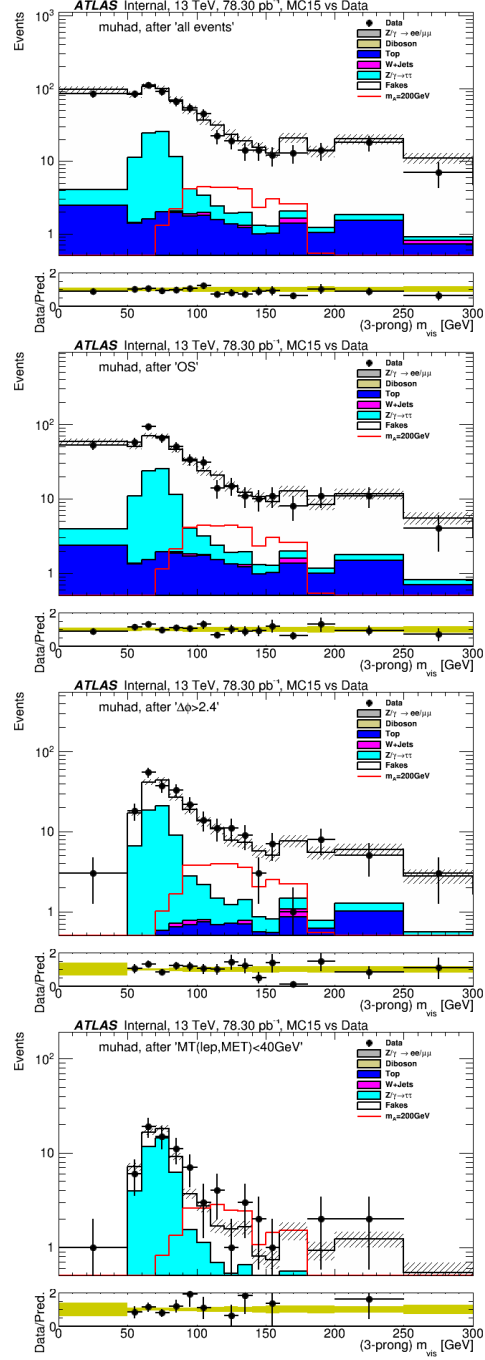 ATLAS Internal, 13 TeV, 78.30 pb⁻¹, MC15 vs Data
Events
muhad, after 'all events'
Data
Z/γ → ee/μμ
Diboson
Top
W+Jets
Z/γ→ττ
Fakes
m_A=200GeV
10³
10²
10
1
Data/Pred.
2
1
0
0 50 100 150 200 250 300
(3-prong) m_vis [GeV]
ATLAS Internal, 13 TeV, 78.30 pb⁻¹, MC15 vs Data
Events
muhad, after 'OS'
Data
Z/γ → ee/μμ
Diboson
Top
W+Jets
Z/γ→ττ
Fakes
m_A=200GeV
10²
10
1
Data/Pred.
2
1
0
0 50 100 150 200 250 300
(3-prong) m_vis [GeV]
ATLAS Internal, 13 TeV, 78.30 pb⁻¹, MC15 vs Data
Events
muhad, after 'Δϕ>2.4'
Data
Z/γ → ee/μμ
Diboson
Top
W+Jets
Z/γ→ττ
Fakes
m_A=200GeV
10²
10
1
Data/Pred.
2
1
0
0 50 100 150 200 250 300
(3-prong) m_vis [GeV]
ATLAS Internal, 13 TeV, 78.30 pb⁻¹, MC15 vs Data
Events
muhad, after 'MT(lep,MET)<40GeV'
Data
Z/γ → ee/μμ
Diboson
Top
W+Jets
Z/γ→ττ
Fakes
m_A=200GeV
10²
10
1
Data/Pred.
2
1
0
0 50 100 150 200 250 300
(3-prong) m_vis [GeV]